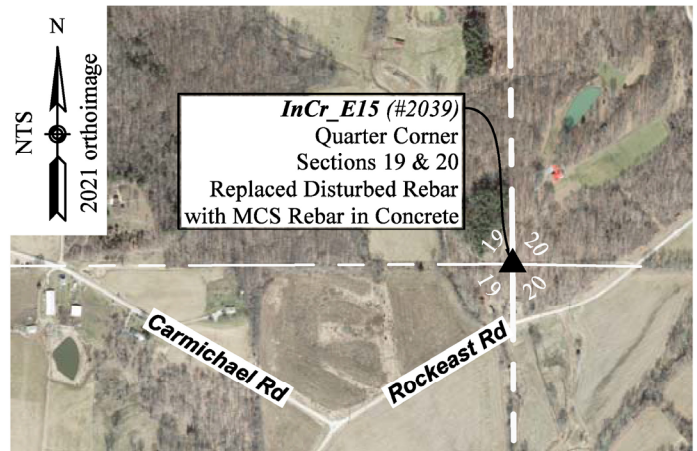 N
NTS
2021 orthoimage
InCr_E15 (#2039)
Quarter Corner
Sections 19 & 20
Replaced Disturbed Rebar
with MCS Rebar in Concrete
19 20
19 20
Carmichael Rd
Rockeast Rd